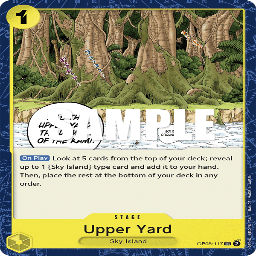 1
SAMPLE
On Play Look at 5 cards from the top of your deck; reveal
up to 1 {Sky Island} type card and add it to your hand.
Then, place the rest at the bottom of your deck in any
order.
STAGE
Upper Yard
Sky Island